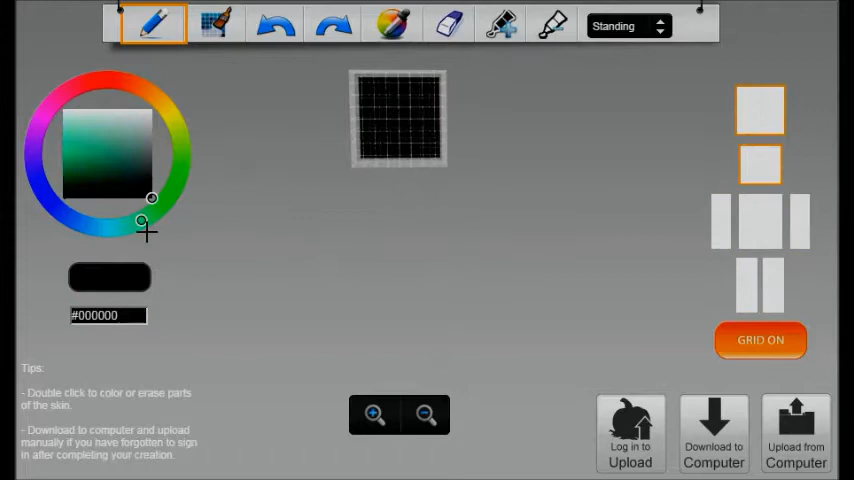 Standing
#000000
Tips:
- Double click to color or erase parts
of the skin.
- Download to computer and upload
manually if you have forgotten to sign
in after completing your creation.
GRID ON
Log in to
Upload
Download to
Computer
Upload from
Computer